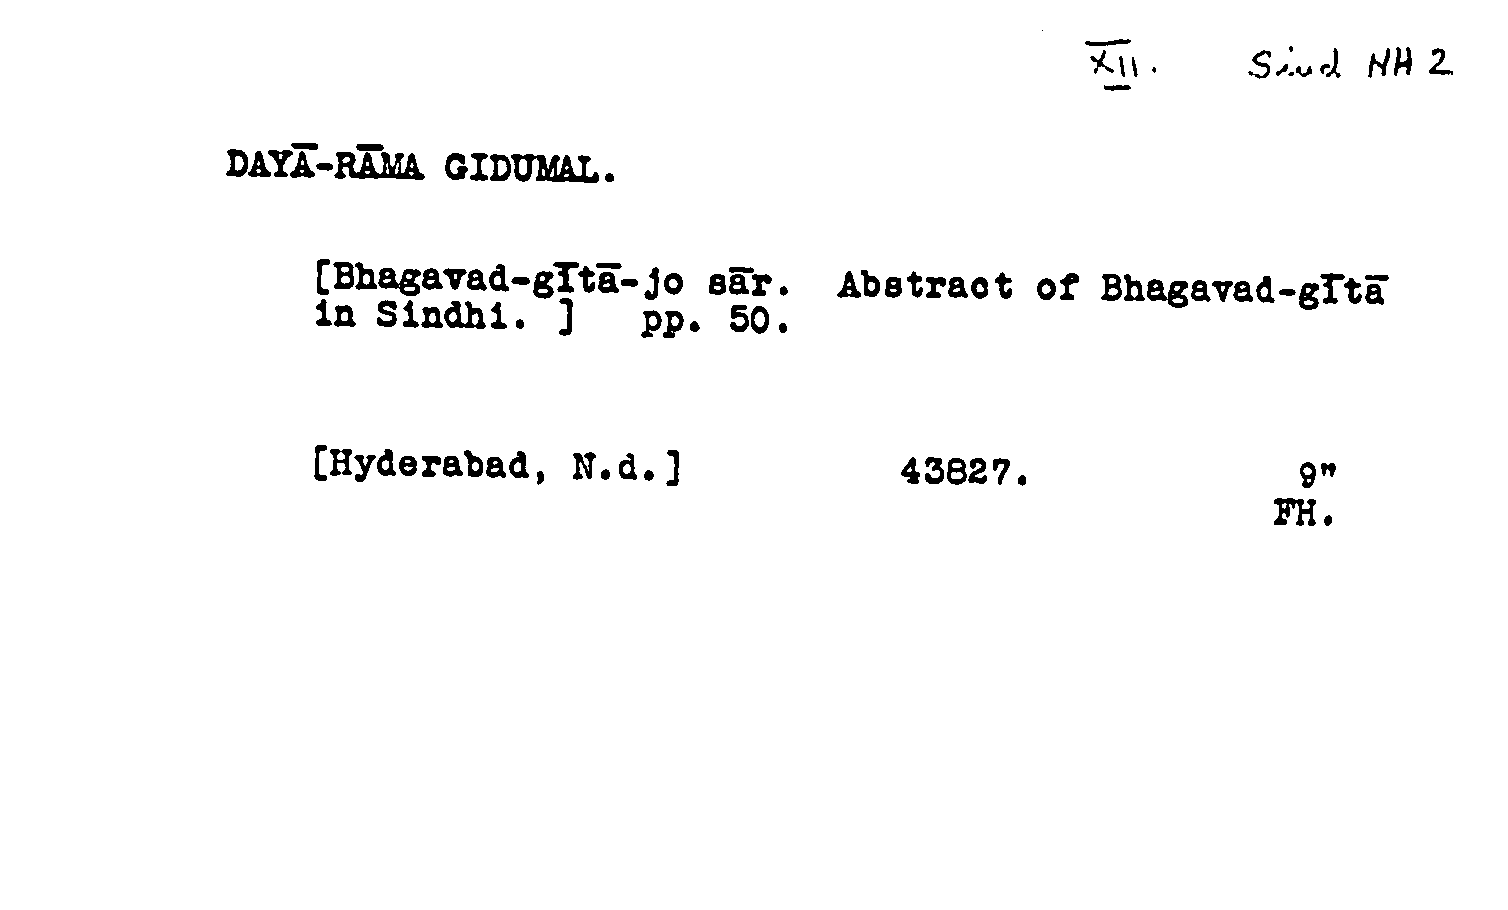 XII. Sind NH 2
DAYĀ-RĀMA GIDUMAL.
[Bhagavad-gītā-jo sār. Abstract of Bhagavad-gītā
in Sindhi. ] pp. 50.
[Hyderabad, N.d.] 43827. 9"
FH.